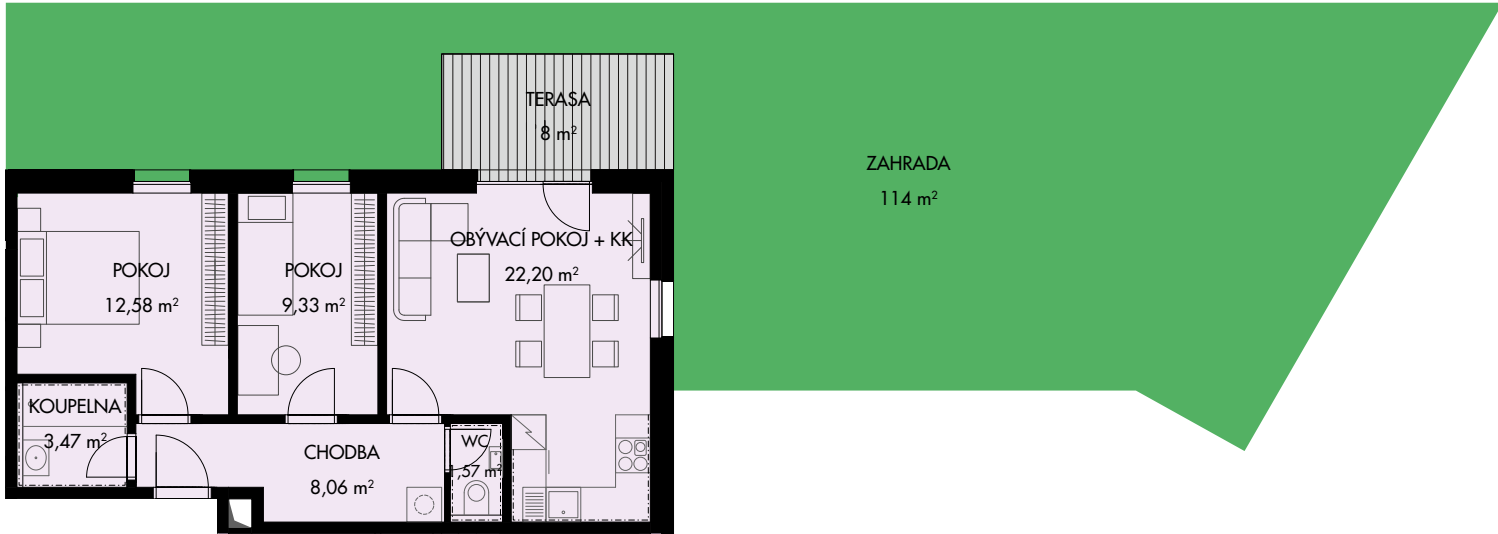 TERASA
18 m²
ZAHRADA
114 m²
OBÝVACÍ POKOJ + KK
22,20 m²
POKOJ
12,58 m²
POKOJ
9,33 m²
KOUPELNA
3,47 m²
CHODBA
8,06 m²
WC
1,57 m²